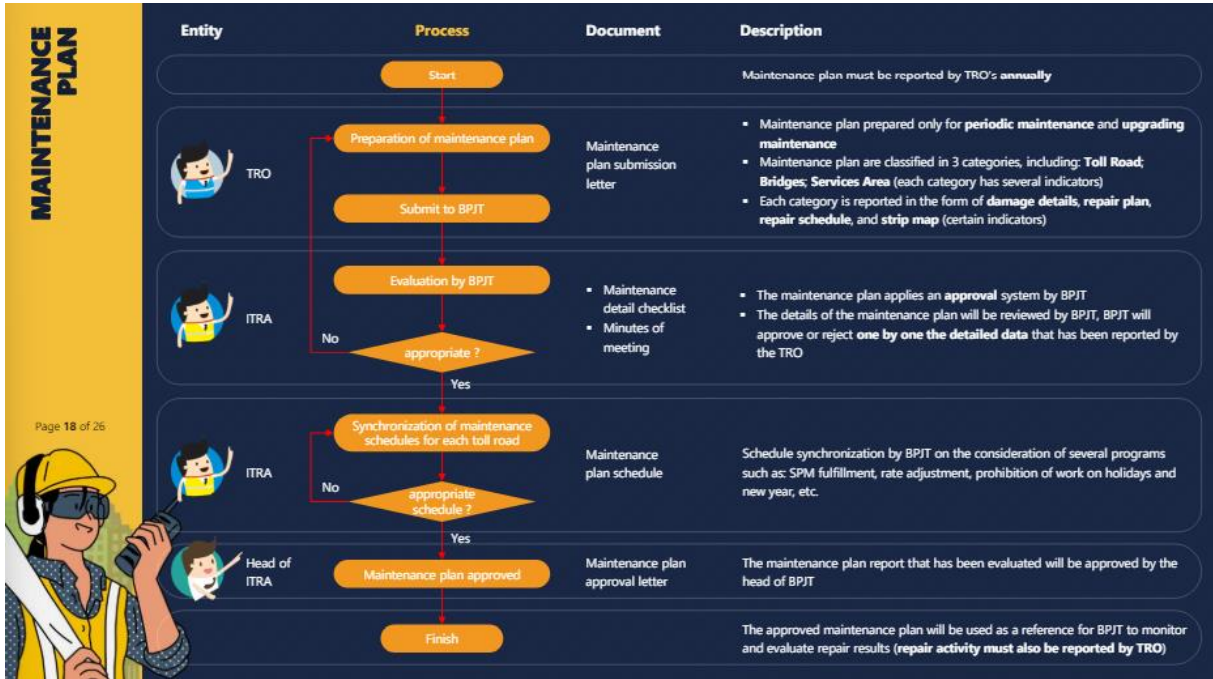 MAINTENANCE
PLAN
Entity
Process
Document
Description
Start
Maintenance plan must be reported by TRO's annually
TRO
Preparation of maintenance plan
Submit to BPJT
Maintenance
plan submission
letter
▪ Maintenance plan prepared only for periodic maintenance and upgrading
maintenance
▪ Maintenance plan are classified in 3 categories, including: Toll Road;
Bridges; Services Area (each category has several indicators)
▪ Each category is reported in the form of damage details, repair plan,
repair schedule, and strip map (certain indicators)
ITRA
Evaluation by BPJT
appropriate ?
No
Yes
▪ Maintenance
detail checklist
▪ Minutes of
meeting
▪ The maintenance plan applies an approval system by BPJT
▪ The details of the maintenance plan will be reviewed by BPJT, BPJT will
approve or reject one by one the detailed data that has been reported by
the TRO
Page 18 of 26
ITRA
Synchronization of maintenance
schedules for each toll road
appropriate
schedule ?
No
Yes
Maintenance
plan schedule
Schedule synchronization by BPJT on the consideration of several programs
such as: SPM fulfillment, rate adjustment, prohibition of work on holidays and
new year, etc.
Head of
ITRA
Maintenance plan approved
Maintenance plan
approval letter
The maintenance plan report that has been evaluated will be approved by the
head of BPJT
Finish
The approved maintenance plan will be used as a reference for BPJT to monitor
and evaluate repair results (repair activity must also be reported by TRO)